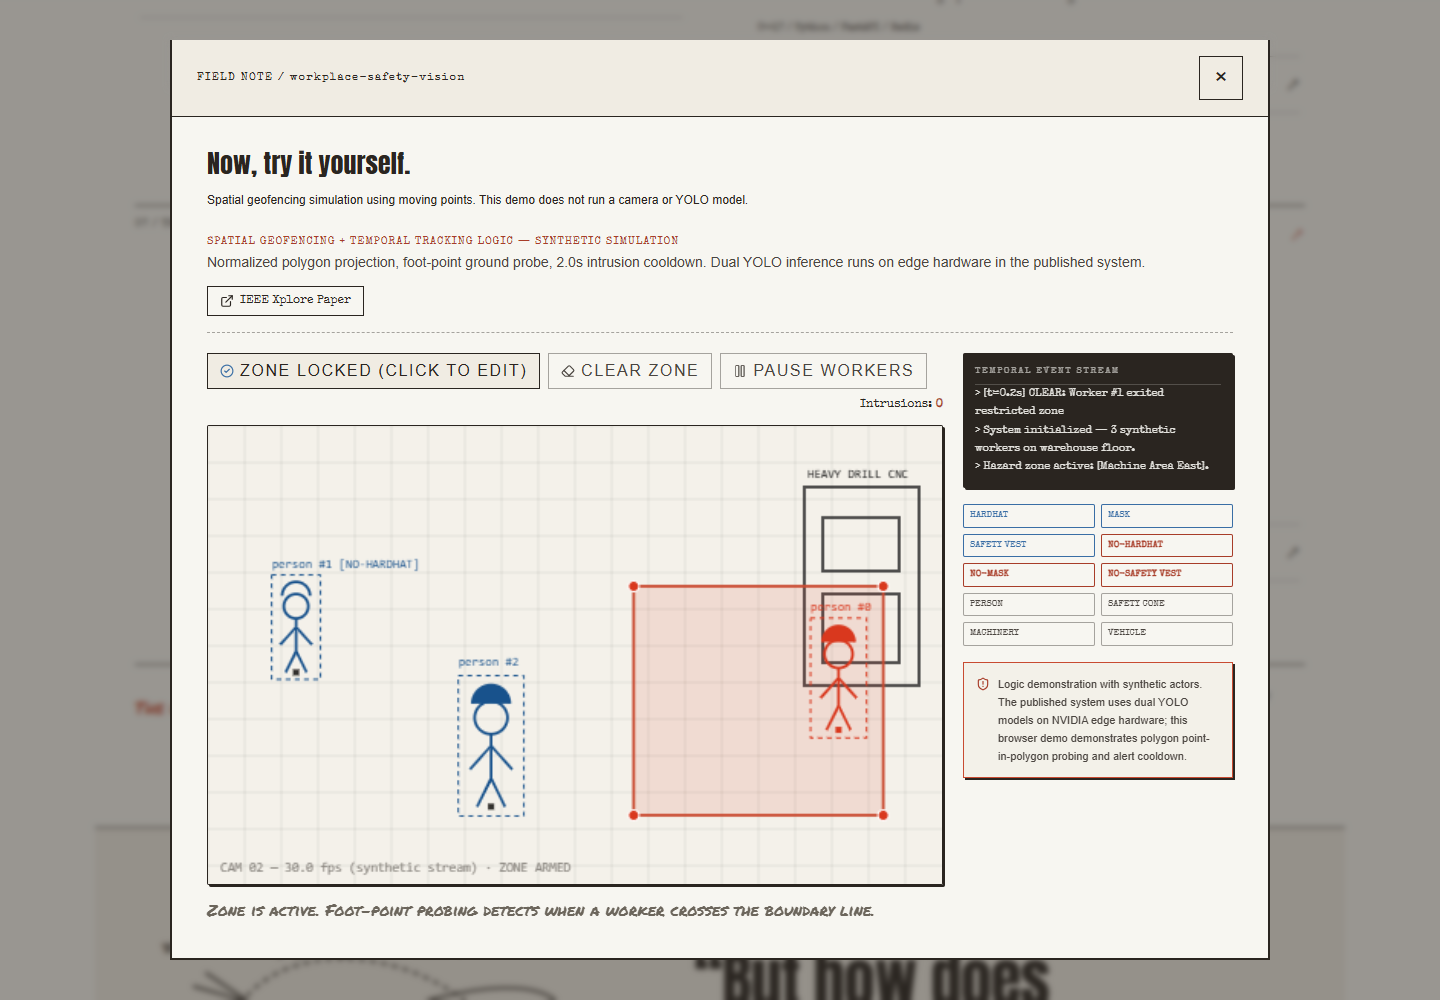 FIELD NOTE / workplace-safety-vision
×
Now, try it yourself.
Spatial geofencing simulation using moving points. This demo does not run a camera or YOLO model.
SPATIAL GEOFENCING + TEMPORAL TRACKING LOGIC — SYNTHETIC SIMULATION
Normalized polygon projection, foot-point ground probe, 2.0s intrusion cooldown. Dual YOLO inference runs on edge hardware in the published system.
IEEE Xplore Paper
ZONE LOCKED (CLICK TO EDIT)
CLEAR ZONE
PAUSE WORKERS
Intrusions: 0
HEAVY DRILL CNC
person #1 [NO-HARDHAT]
person #0
person #2
CAM 02 — 30.0 fps (synthetic stream) · ZONE ARMED
Zone is active. Foot-point probing detects when a worker crosses the boundary line.
TEMPORAL EVENT STREAM
> [t=0.2s] CLEAR: Worker #1 exited
restricted zone
> System initialized — 3 synthetic
workers on warehouse floor.
> Hazard zone active: [Machine Area East].
HARDHAT
MASK
SAFETY VEST
NO-HARDHAT
NO-MASK
NO-SAFETY VEST
PERSON
SAFETY CONE
MACHINERY
VEHICLE
Logic demonstration with synthetic actors.
The published system uses dual YOLO
models on NVIDIA edge hardware; this
browser demo demonstrates polygon point-
in-polygon probing and alert cooldown.
"But how does